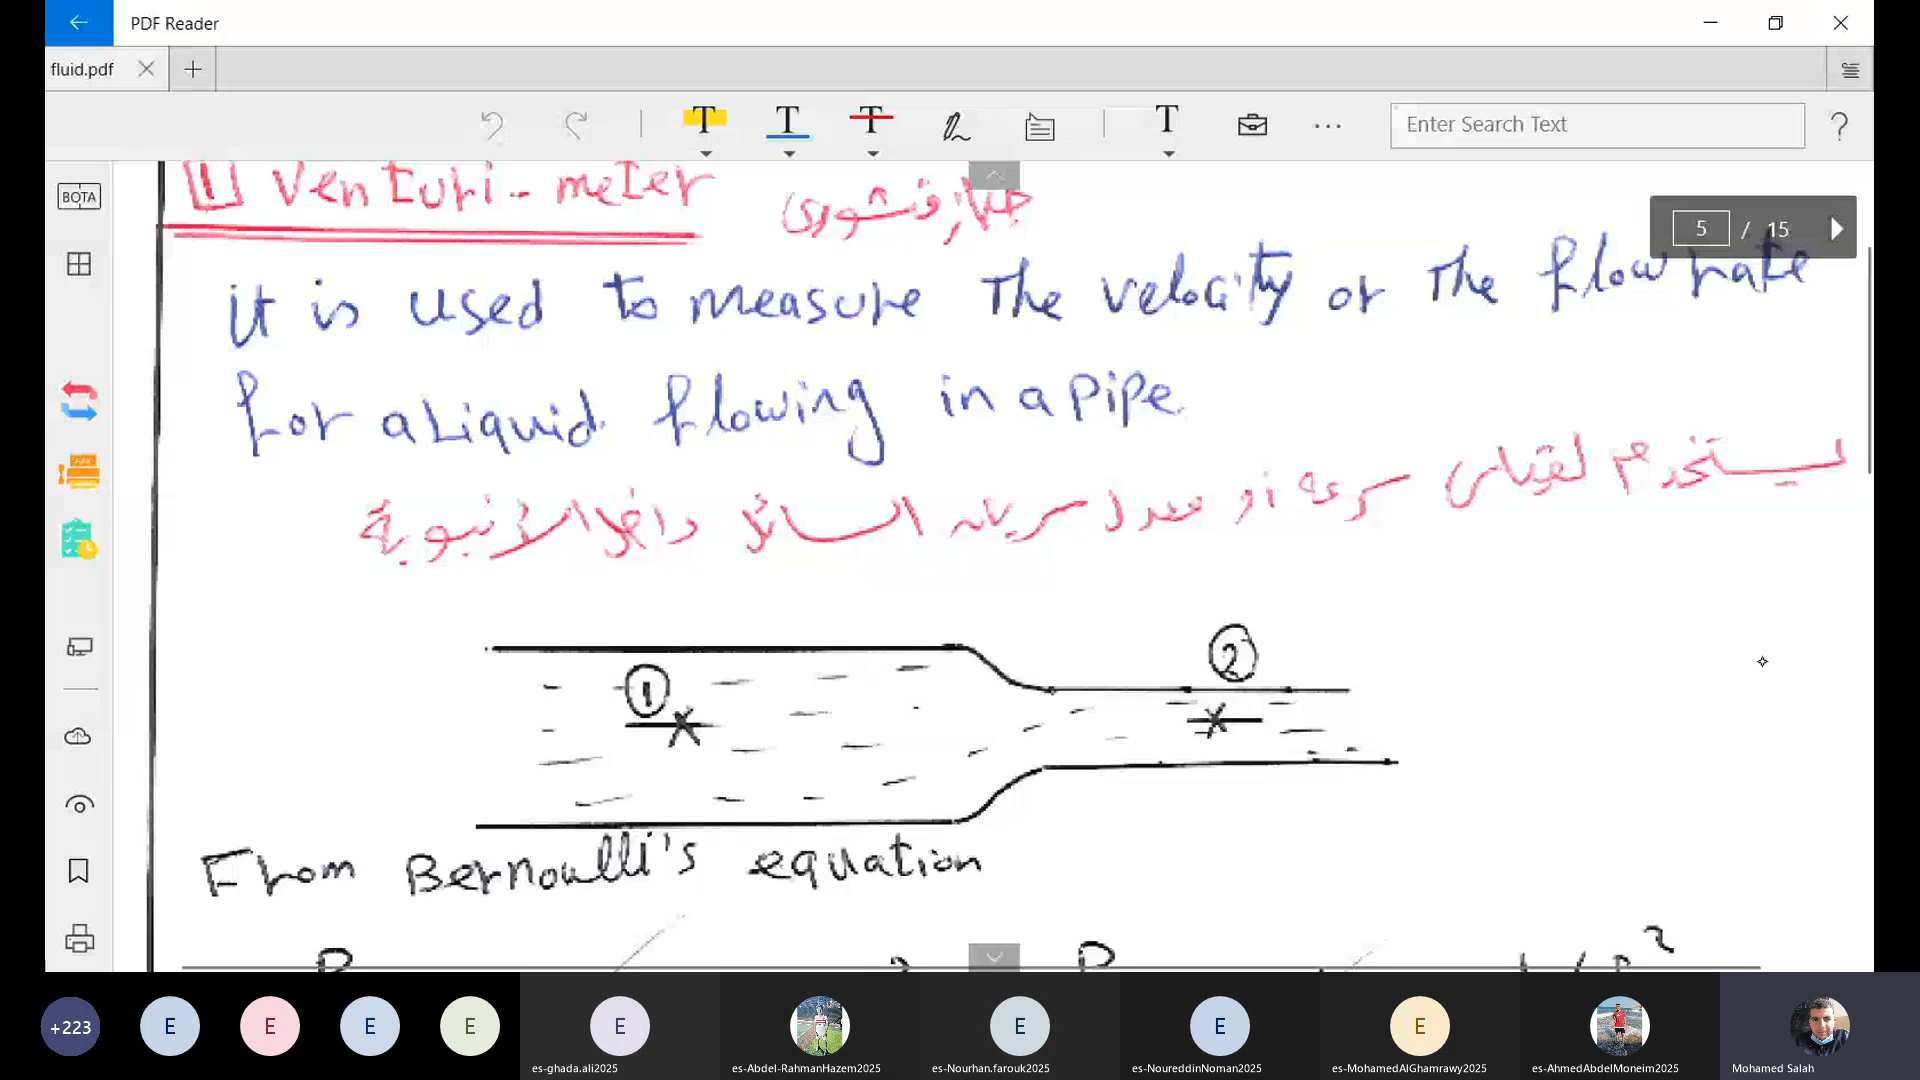 PDF Reader
fluid.pdf
Enter Search Text
?
BOTA
5 / 15
1 Venturi-meter جهاز فنشوري
it is used to measure The velocity or The flow rate
for a Liquid flowing in a pipe.
يستخدم لقياس سرعة أو معدل سريان السائل داخل الأنبوبة
1
2
From Bernoulli's equation
+223
E
E
E
E
E
es-ghada.ali2025
es-Abdel-RahmanHazem2025
E
es-Nourhan.farouk2025
E
es-NoureddinNoman2025
E
es-MohamedAlGhamrawy2025
es-AhmedAbdelMoneim2025
Mohamed Salah